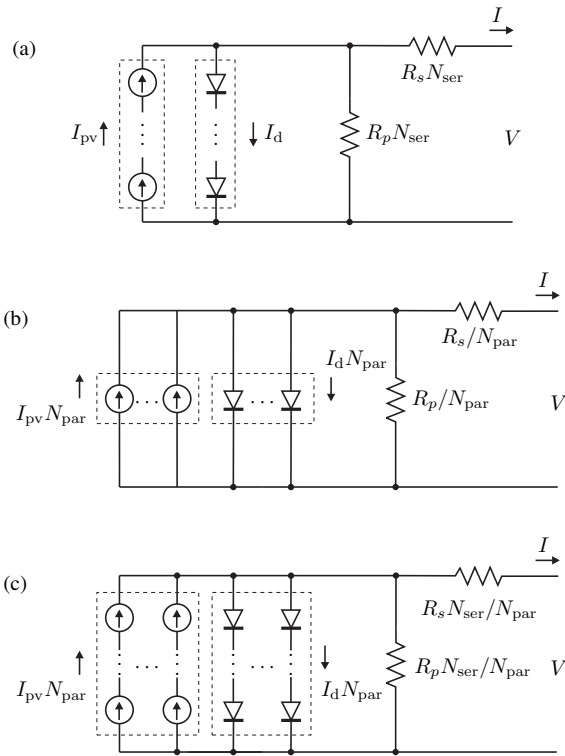 (a)
I
R_s N_ser
I_pv
I_d
R_p N_ser
V
(b)
I
R_s/N_par
I_d N_par
I_pv N_par
R_p/N_par
V
(c)
I
R_s N_ser/N_par
I_pv N_par
I_d N_par
R_p N_ser/N_par
V